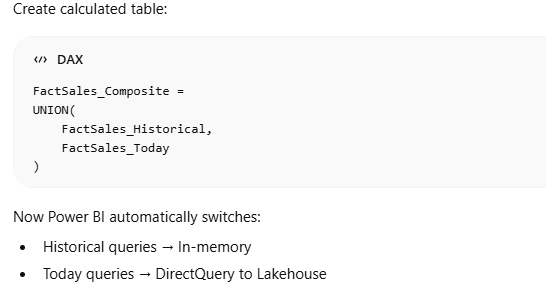 Create calculated table:
</> DAX
FactSales_Composite =
UNION(
    FactSales_Historical,
    FactSales_Today
)
Now Power BI automatically switches:
• Historical queries → In-memory
• Today queries → DirectQuery to Lakehouse